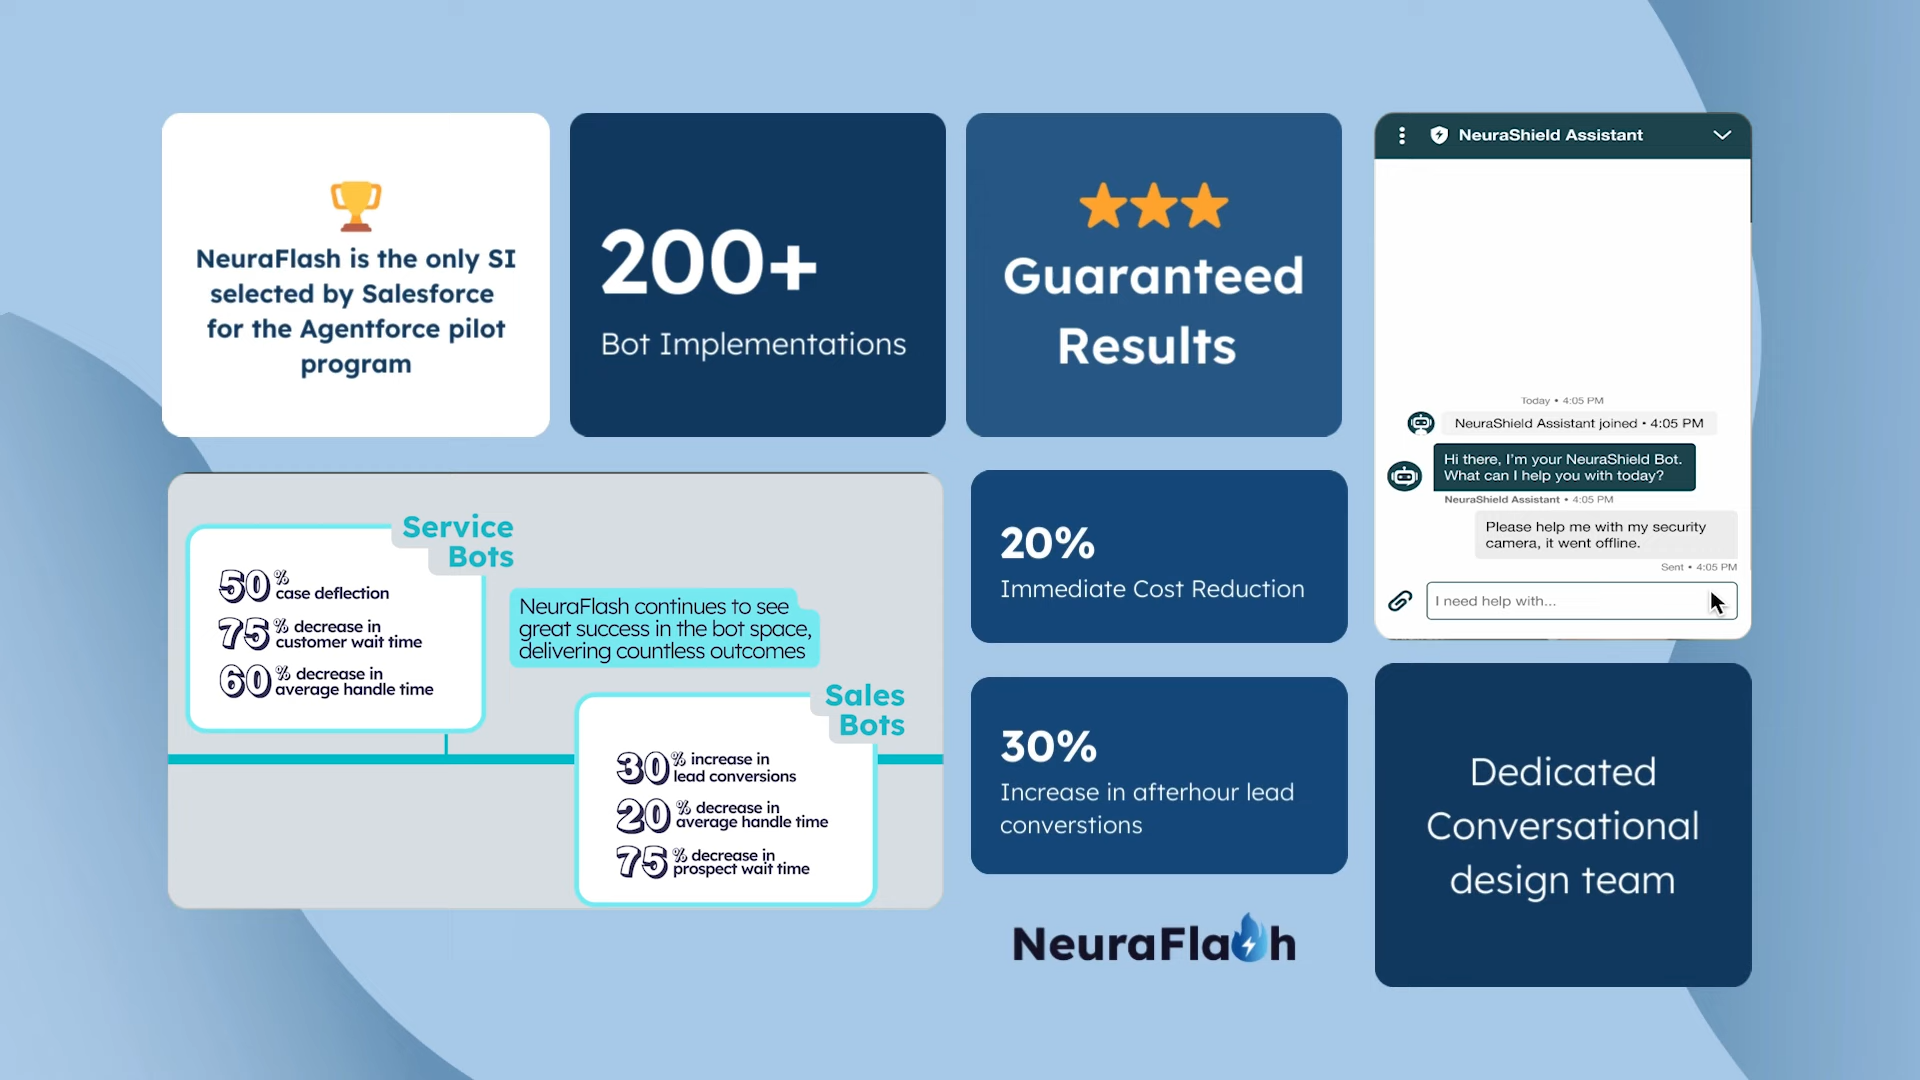 NeuraFlash is the only SI
selected by Salesforce
for the Agentforce pilot
program
200+
Bot Implementations
Guaranteed
Results
NeuraShield Assistant
Today • 4:05 PM
NeuraShield Assistant joined • 4:05 PM
Hi there, I'm your NeuraShield Bot.
What can I help you with today?
NeuraShield Assistant • 4:05 PM
Please help me with my security
camera, it went offline.
Sent • 4:05 PM
I need help with...
Service
Bots
50%
case deflection
75% decrease in
customer wait time
60% decrease in
average handle time
NeuraFlash continues to see
great success in the bot space,
delivering countless outcomes
Sales
Bots
30% increase in
lead conversions
20% decrease in
average handle time
75% decrease in
prospect wait time
20%
Immediate Cost Reduction
30%
Increase in afterhour lead
converstions
NeuraFlash
Dedicated
Conversational
design team